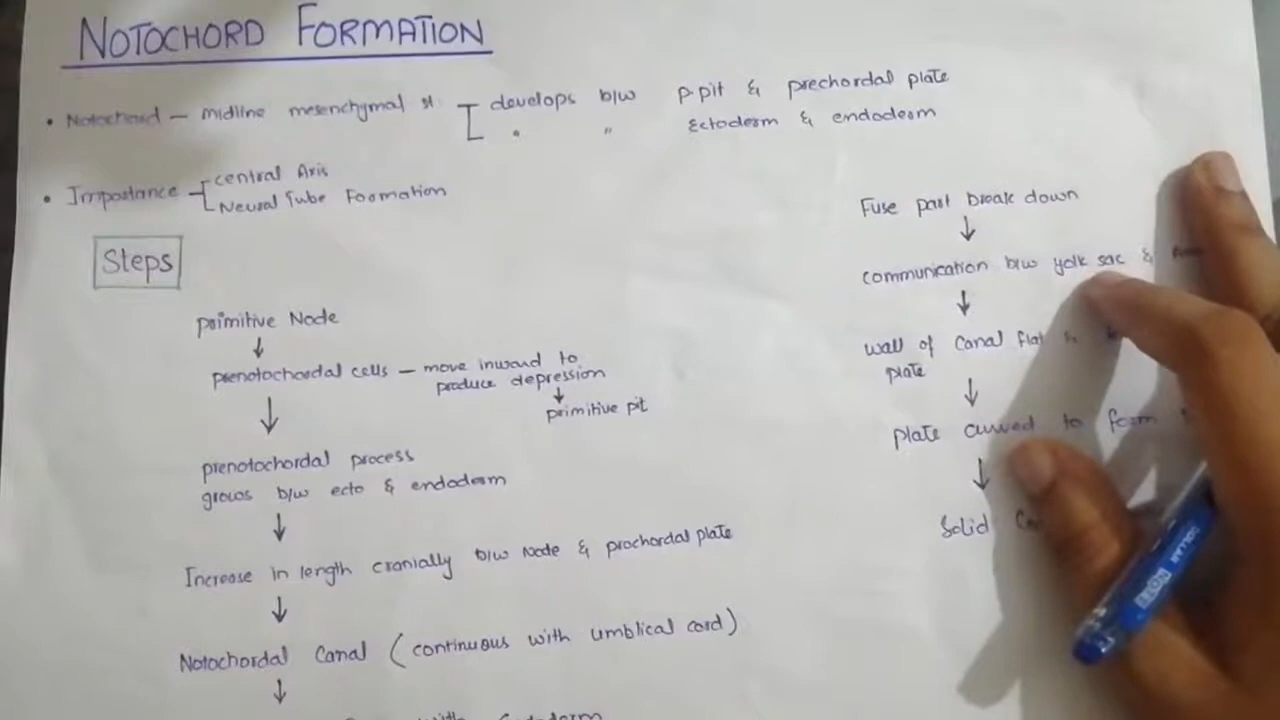 NOTOCHORD FORMATION
• Notochord — midline mesenchymal st. [ develops b/w p.pit & prechordal plate
" " Ectoderm & endoderm
• Importance central Axis
Neural Tube Formation
Steps
primitive Node
↓
prenotochordal cells — move inward to
produce depression
↓
primitive pit
↓
prenotochordal process
grows b/w ecto & endoderm
↓
Increase in length cranially b/w Node & prochordal plate
↓
Notochordal Canal (continuous with umblical cord)
↓
Endoderm
Fuse part break down
↓
communication b/w yolk sac &
↓
wall of Canal flat
plate
↓
plate curved to form
↓
Solid